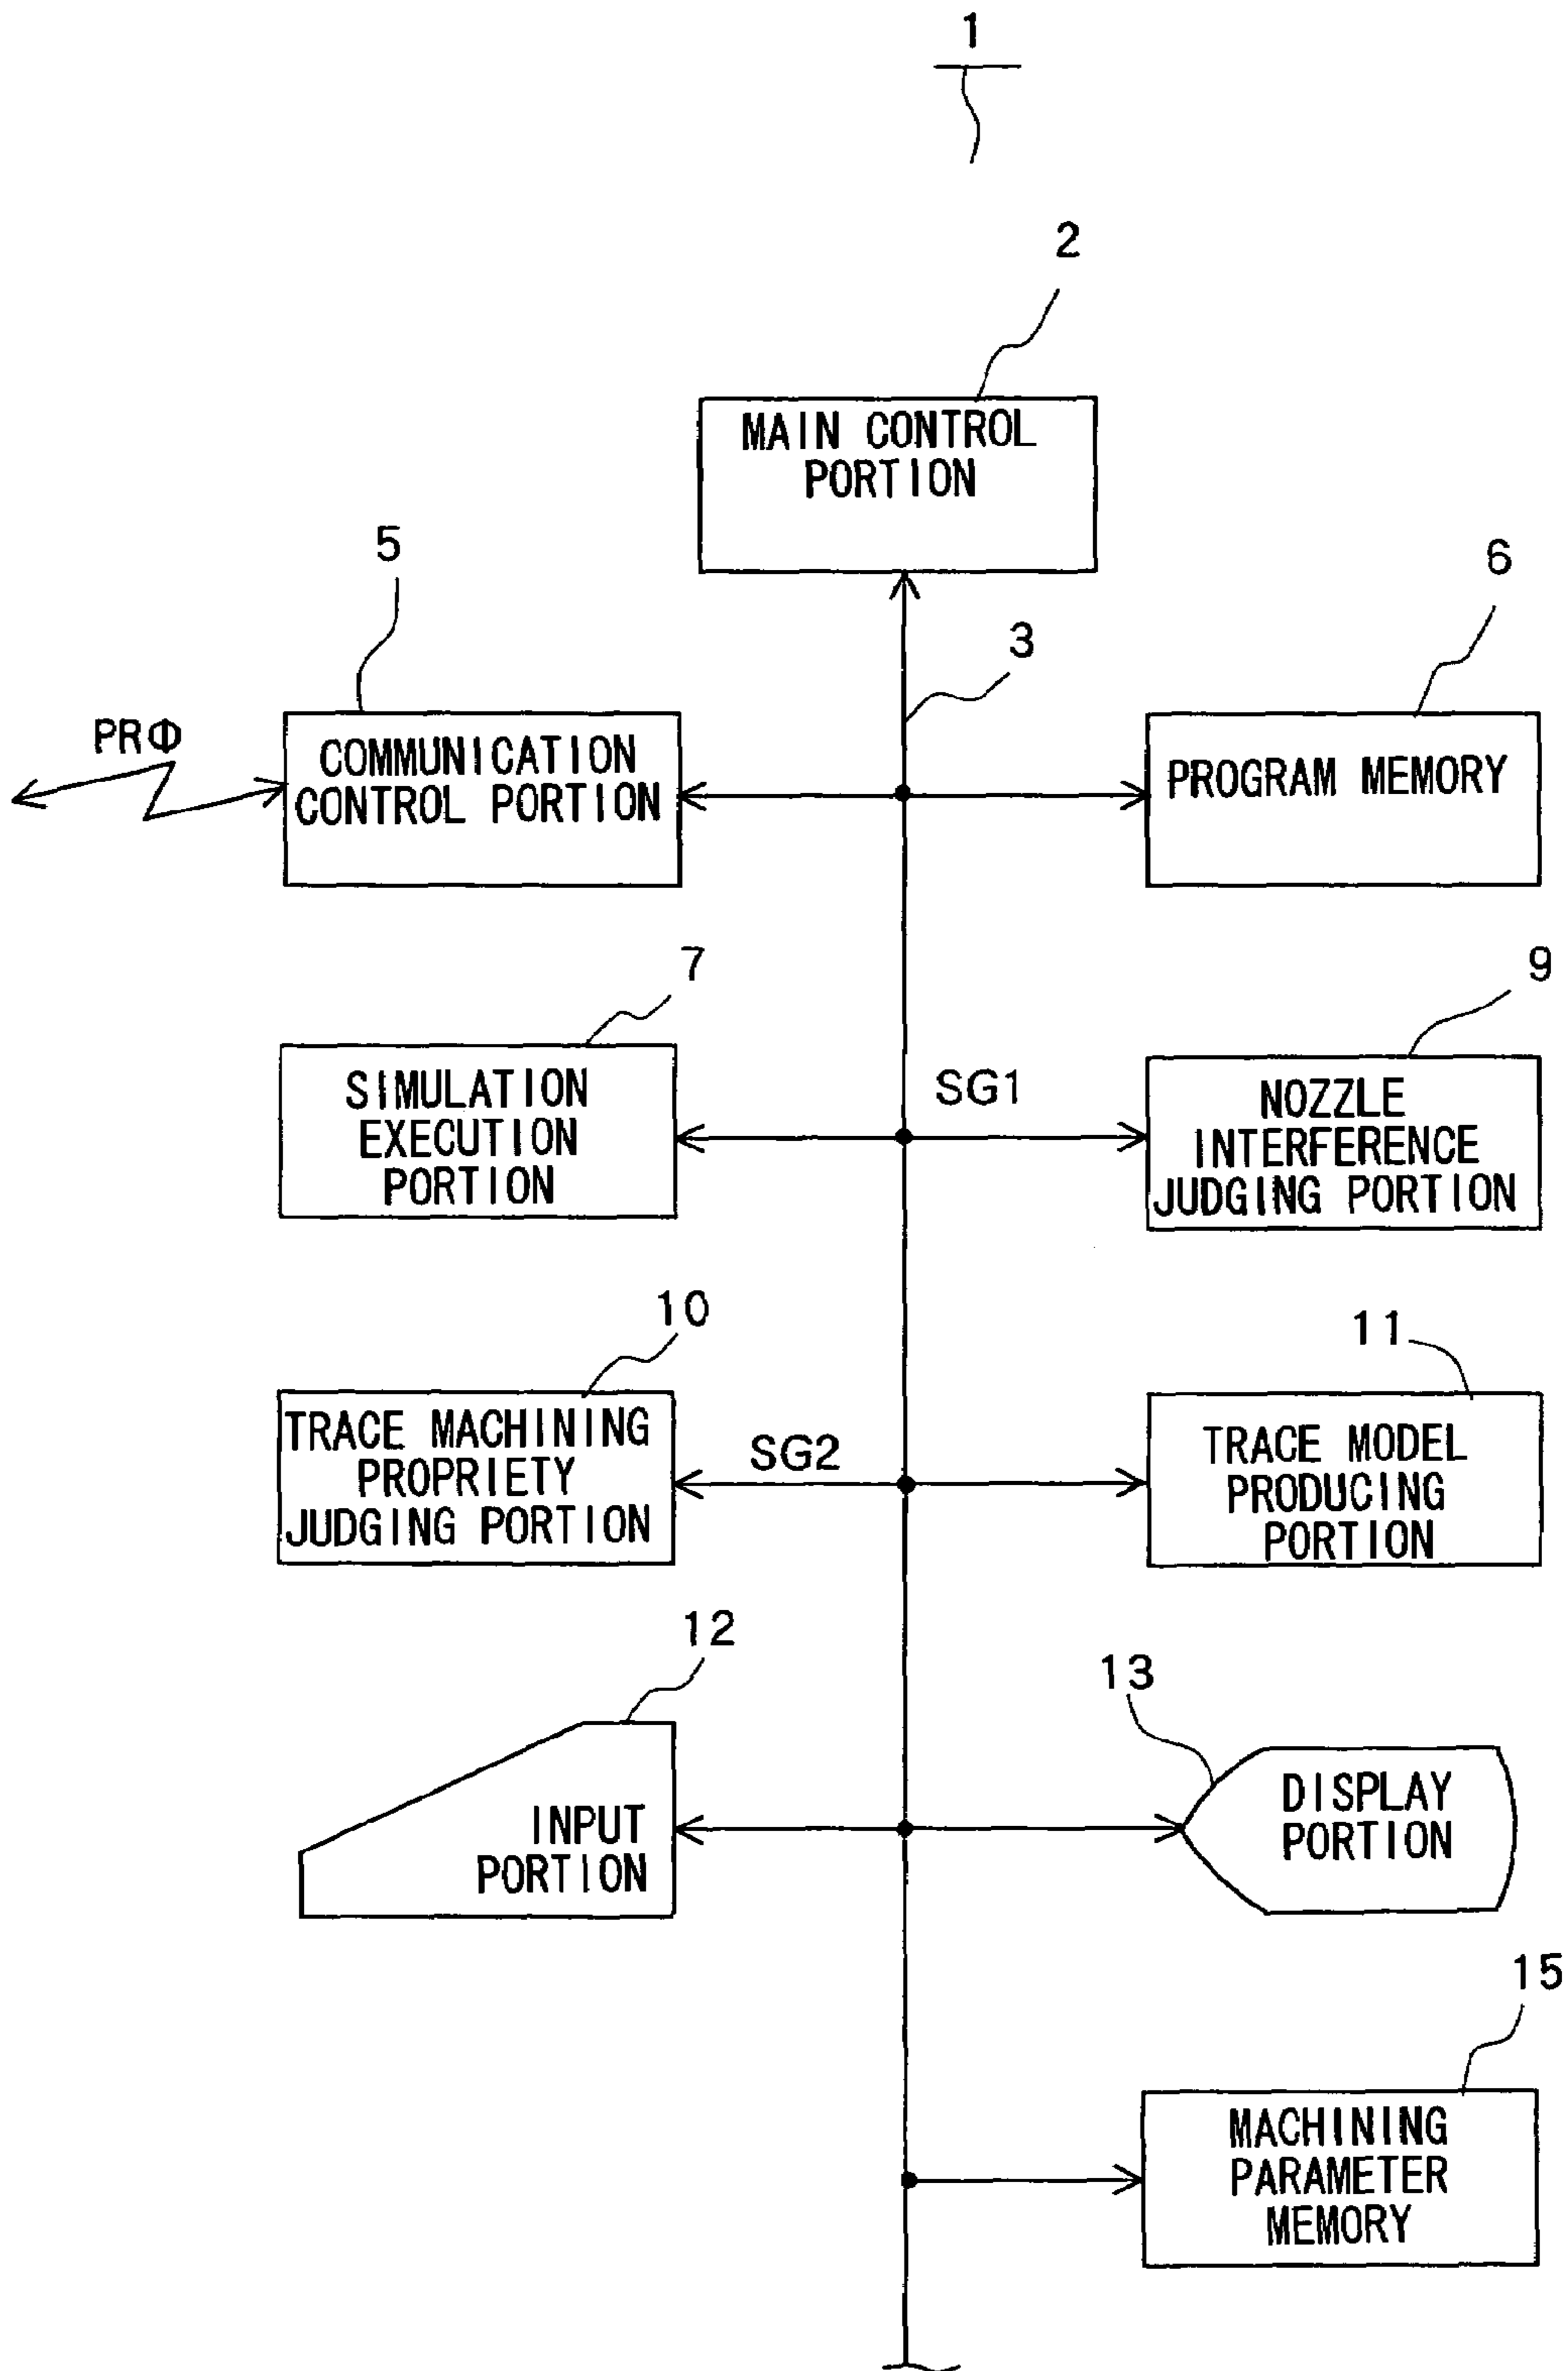 1
2
MAIN CONTROL
PORTION
5
6
3
PRΦ
COMMUNICATION
CONTROL PORTION
PROGRAM MEMORY
7
9
SIMULATION
EXECUTION
PORTION
SG1
NOZZLE
INTERFERENCE
JUDGING PORTION
10
11
TRACE MACHINING
PROPRIETY
JUDGING PORTION
SG2
TRACE MODEL
PRODUCING
PORTION
12
13
INPUT
PORTION
DISPLAY
PORTION
15
MACHINING
PARAMETER
MEMORY